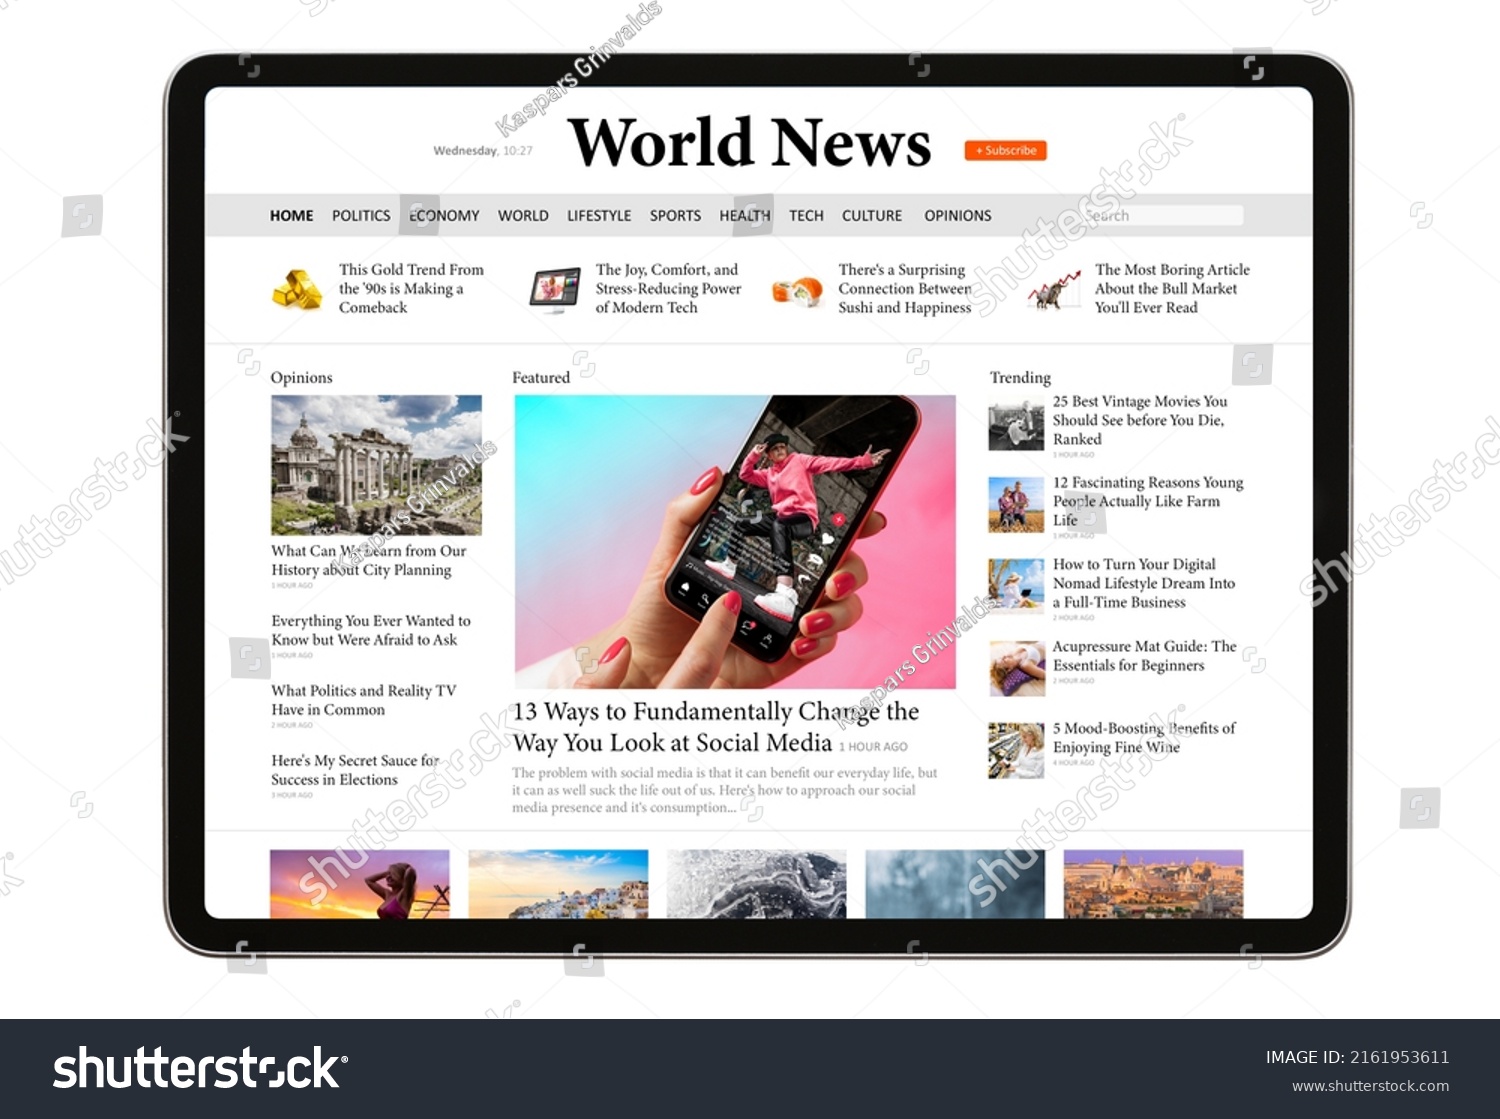 Kaspars Grinvalds
World News
Wednesday, 10:27
+ Subscribe
HOME POLITICS ECONOMY WORLD LIFESTYLE SPORTS HEALTH TECH CULTURE OPINIONS
Search
This Gold Trend From
the '90s is Making a
Comeback
The Joy, Comfort, and
Stress-Reducing Power
of Modern Tech
There's a Surprising
Connection Between
Sushi and Happiness
The Most Boring Article
About the Bull Market
You'll Ever Read
Opinions
What Can We Learn from Our
History about City Planning
1 HOUR AGO
Everything You Ever Wanted to
Know but Were Afraid to Ask
1 HOUR AGO
What Politics and Reality TV
Have in Common
2 HOUR AGO
Here's My Secret Sauce for
Success in Elections
3 HOUR AGO
Featured
13 Ways to Fundamentally Change the
Way You Look at Social Media 1 HOUR AGO
The problem with social media is that it can benefit our everyday life, but
it can as well suck the life out of us. Here's how to approach our social
media presence and it's consumption...
Trending
25 Best Vintage Movies You
Should See before You Die,
Ranked
1 HOUR AGO
12 Fascinating Reasons Young
People Actually Like Farm
Life
1 HOUR AGO
How to Turn Your Digital
Nomad Lifestyle Dream Into
a Full-Time Business
2 HOUR AGO
Acupressure Mat Guide: The
Essentials for Beginners
2 HOUR AGO
5 Mood-Boosting Benefits of
Enjoying Fine Wine
4 HOUR AGO
Kaspars Grinvalds
Kaspars Grinvalds
shutterstock
shutterstock
shutterstock
shutterstock
shutterstock
shutterstock
shutterstock
IMAGE ID: 2161953611
www.shutterstock.com